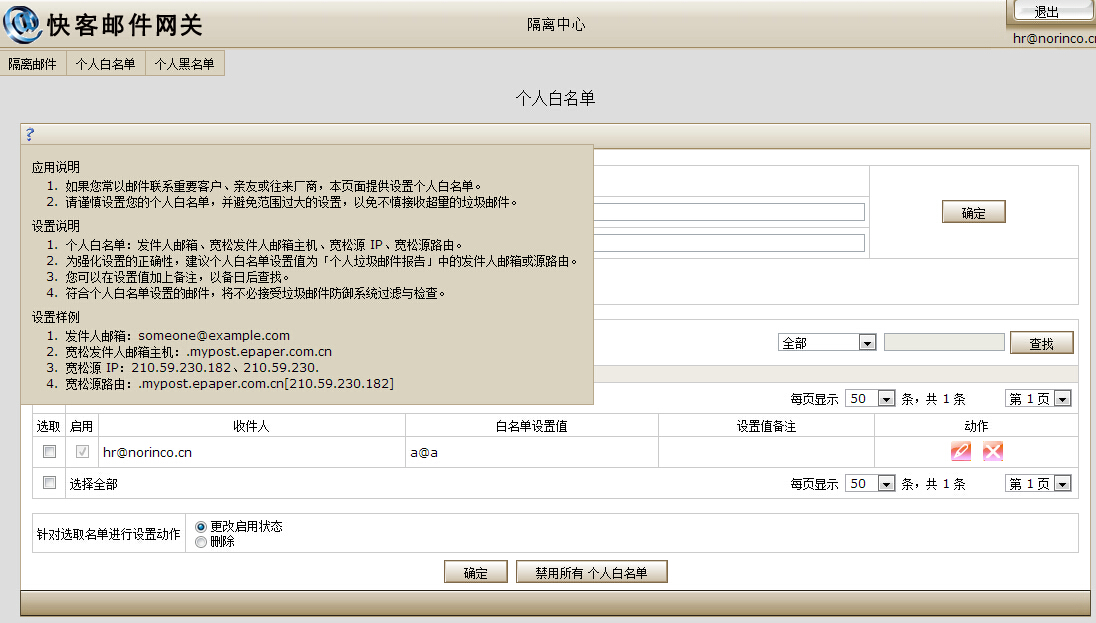 快客邮件网关
隔离中心
退出
hr@norinco.cn
隔离邮件 个人白名单 个人黑名单
个人白名单
?
应用说明
1. 如果您常以邮件联系重要客户、亲友或往来厂商，本页面提供设置个人白名单。
2. 请谨慎设置您的个人白名单，并避免范围过大的设置，以免不慎接收超量的垃圾邮件。
设置说明
1. 个人白名单：发件人邮箱、宽松发件人邮箱主机、宽松源 IP、宽松源路由。
2. 为强化设置的正确性，建议个人白名单设置值为「个人垃圾邮件报告」中的发件人邮箱或源路由。
3. 您可以在设置值加上备注，以备日后查找。
4. 符合个人白名单设置的邮件，将不必接受垃圾邮件防御系统过滤与检查。
设置样例
1. 发件人邮箱：someone@example.com
2. 宽松发件人邮箱主机：.mypost.epaper.com.cn
3. 宽松源 IP：210.59.230.182、210.59.230.
4. 宽松源路由：.mypost.epaper.com.cn[210.59.230.182]
确定
全部 查找
每页显示 50 条，共 1 条 第 1 页
选取 启用 收件人 白名单设置值 设置值备注 动作
hr@norinco.cn a@a
选择全部 每页显示 50 条，共 1 条 第 1 页
针对选取名单进行设置动作
更改启用状态
删除
确定 禁用所有 个人白名单